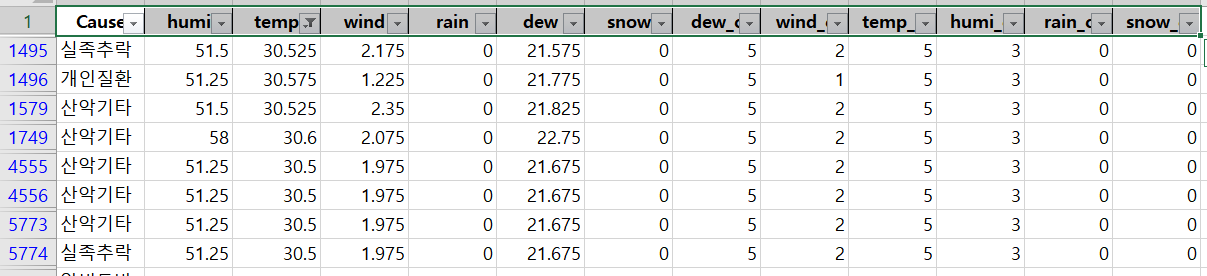 1 Cause humi temp wind rain dew snow dew_c wind_ temp_ humi_ rain_c snow_
1495 실족추락 51.5 30.525 2.175 0 21.575 0 5 2 5 3 0 0
1496 개인질환 51.25 30.575 1.225 0 21.775 0 5 1 5 3 0 0
1579 산악기타 51.5 30.525 2.35 0 21.825 0 5 2 5 3 0 0
1749 산악기타 58 30.6 2.075 0 22.75 0 5 2 5 3 0 0
4555 산악기타 51.25 30.5 1.975 0 21.675 0 5 2 5 3 0 0
4556 산악기타 51.25 30.5 1.975 0 21.675 0 5 2 5 3 0 0
5773 산악기타 51.25 30.5 1.975 0 21.675 0 5 2 5 3 0 0
5774 실족추락 51.25 30.5 1.975 0 21.675 0 5 2 5 3 0 0